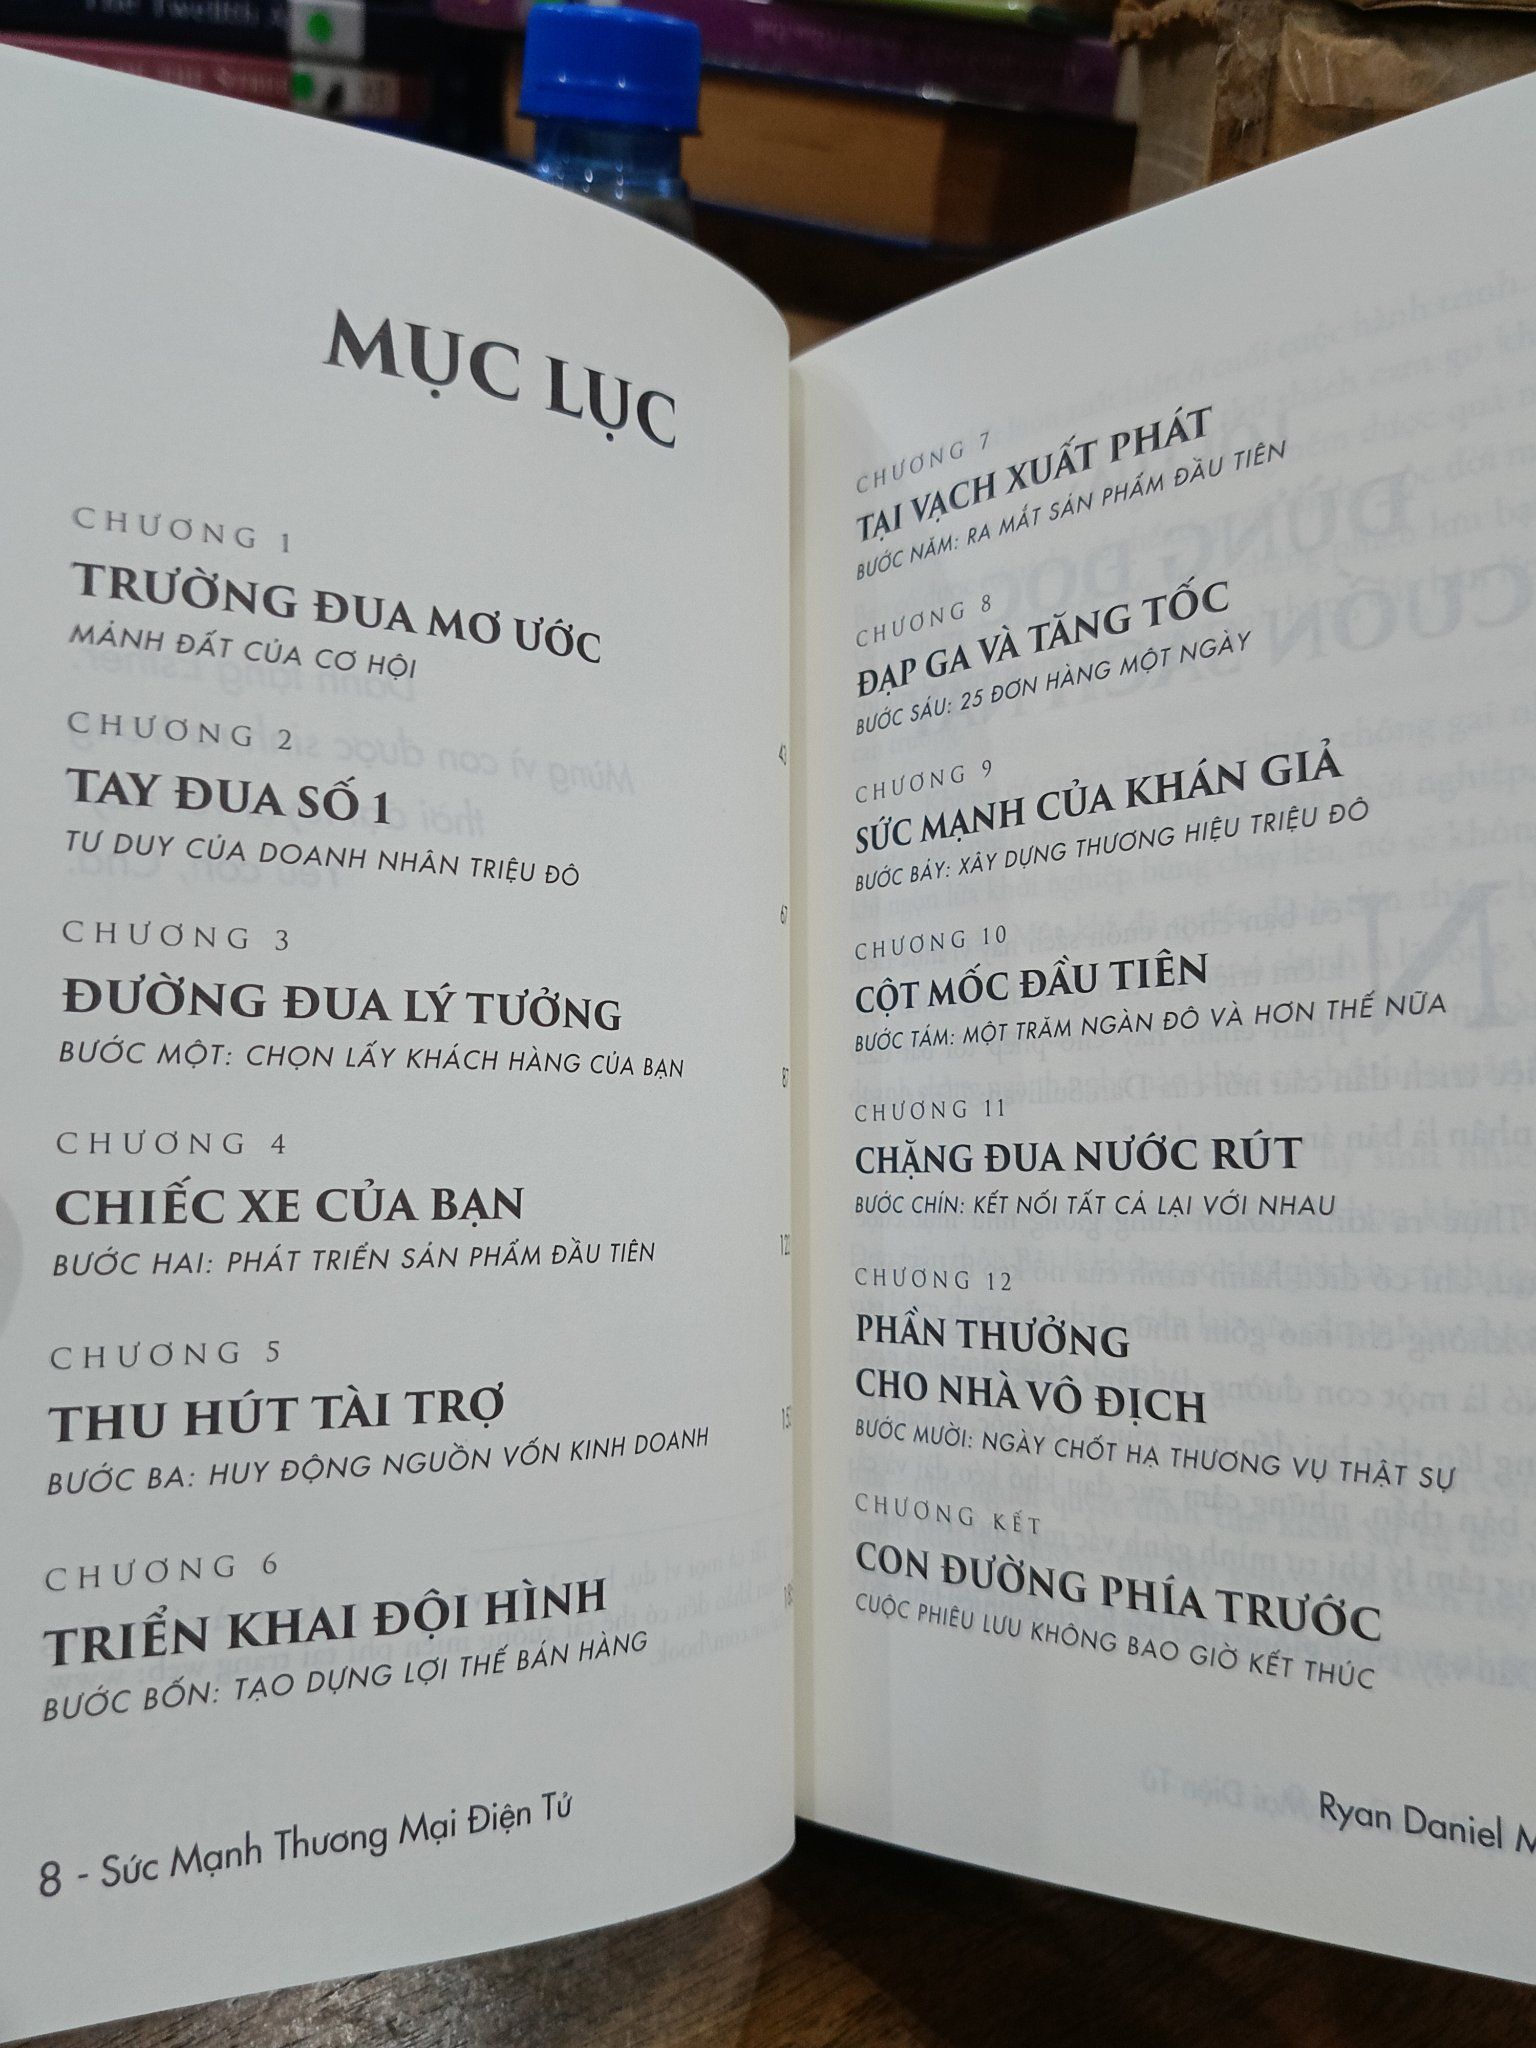 The Twelfth
MỤC LỤC
CHƯƠNG 1
TRƯỜNG ĐUA MƠ ƯỚC
MẢNH ĐẤT CỦA CƠ HỘI
CHƯƠNG 2
43
TAY ĐUA SỐ 1
TƯ DUY CỦA DOANH NHÂN TRIỆU ĐÔ
CHƯƠNG 3
67
ĐƯỜNG ĐUA LÝ TƯỞNG
BƯỚC MỘT: CHỌN LẤY KHÁCH HÀNG CỦA BẠN
87
CHƯƠNG 4
CHIẾC XE CỦA BẠN
BƯỚC HAI: PHÁT TRIỂN SẢN PHẨM ĐẦU TIÊN
CHƯƠNG 5
THU HÚT TÀI TRỢ
BƯỚC BA: HUY ĐỘNG NGUỒN VỐN KINH DOANH
CHƯƠNG 6
TRIỂN KHAI ĐỘI HÌNH
BƯỚC BỐN: TẠO DỰNG LỢI THẾ BÁN HÀNG
8 - Sức Mạnh Thương Mại Điện Tử
CHƯƠNG 7
TẠI VẠCH XUẤT PHÁT
BƯỚC NĂM: RA MẮT SẢN PHẨM ĐẦU TIÊN
CHƯƠNG 8
ĐẠP GA VÀ TĂNG TỐC
BƯỚC SÁU: 25 ĐƠN HÀNG MỘT NGÀY
CHƯƠNG 9
SỨC MẠNH CỦA KHÁN GIẢ
BƯỚC BẢY: XÂY DỰNG THƯƠNG HIỆU TRIỆU ĐÔ
CHƯƠNG 10
CỘT MỐC ĐẦU TIÊN
BƯỚC TÁM: MỘT TRĂM NGÀN ĐÔ VÀ HƠN THẾ NỮA
CHƯƠNG 11
CHẶNG ĐUA NƯỚC RÚT
BƯỚC CHÍN: KẾT NỐI TẤT CẢ LẠI VỚI NHAU
CHƯƠNG 12
PHẦN THƯỞNG
CHO NHÀ VÔ ĐỊCH
BƯỚC MƯỜI: NGÀY CHỐT HẠ THƯƠNG VỤ THẬT SỰ
CHƯƠNG KẾT
CON ĐƯỜNG PHÍA TRƯỚC
CUỘC PHIÊU LƯU KHÔNG BAO GIỜ KẾT THÚC
Ryan Daniel